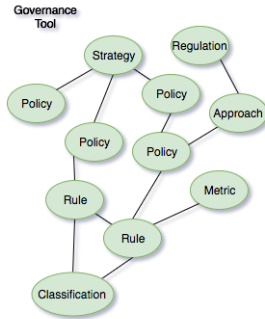 Governance
Tool
Strategy
Regulation
Policy
Policy
Approach
Policy
Policy
Rule
Metric
Rule
Classification